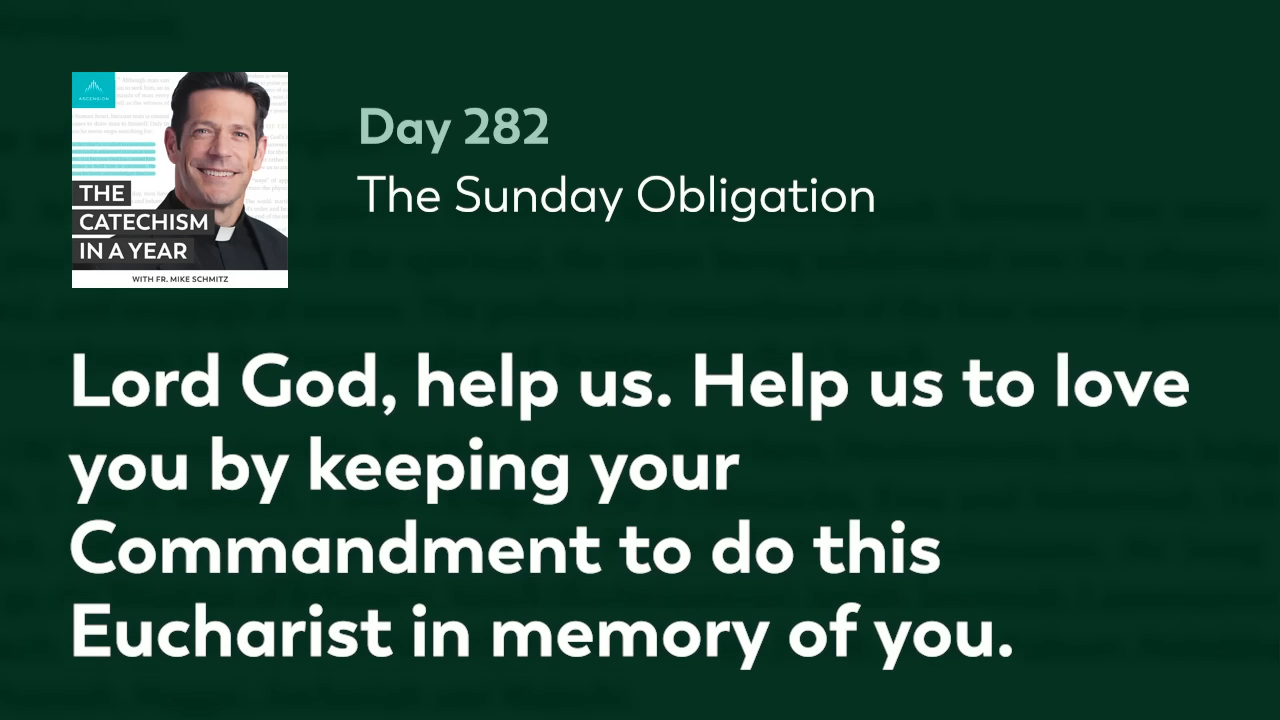 ASCENSION
THE
CATECHISM
IN A YEAR
WITH FR. MIKE SCHMITZ
Day 282
The Sunday Obligation
Lord God, help us. Help us to love
you by keeping your
Commandment to do this
Eucharist in memory of you.